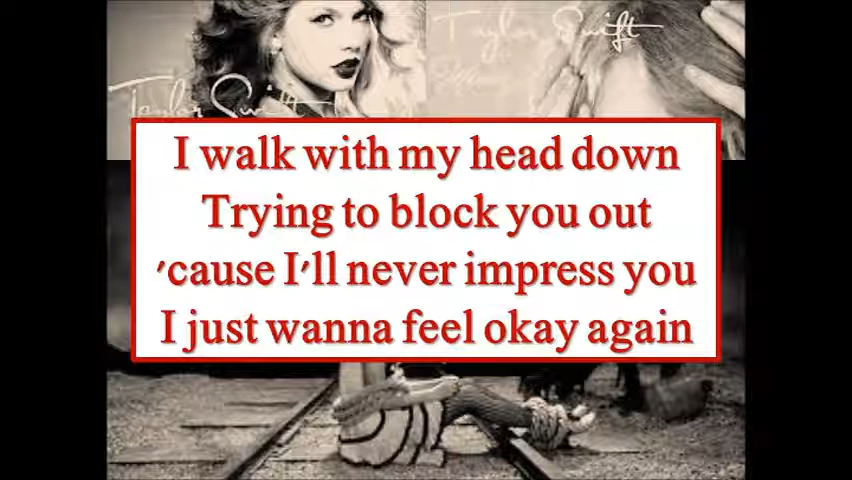 Taylor Swift
Taylor Swift
I walk with my head down
Trying to block you out
'cause I'll never impress you
I just wanna feel okay again